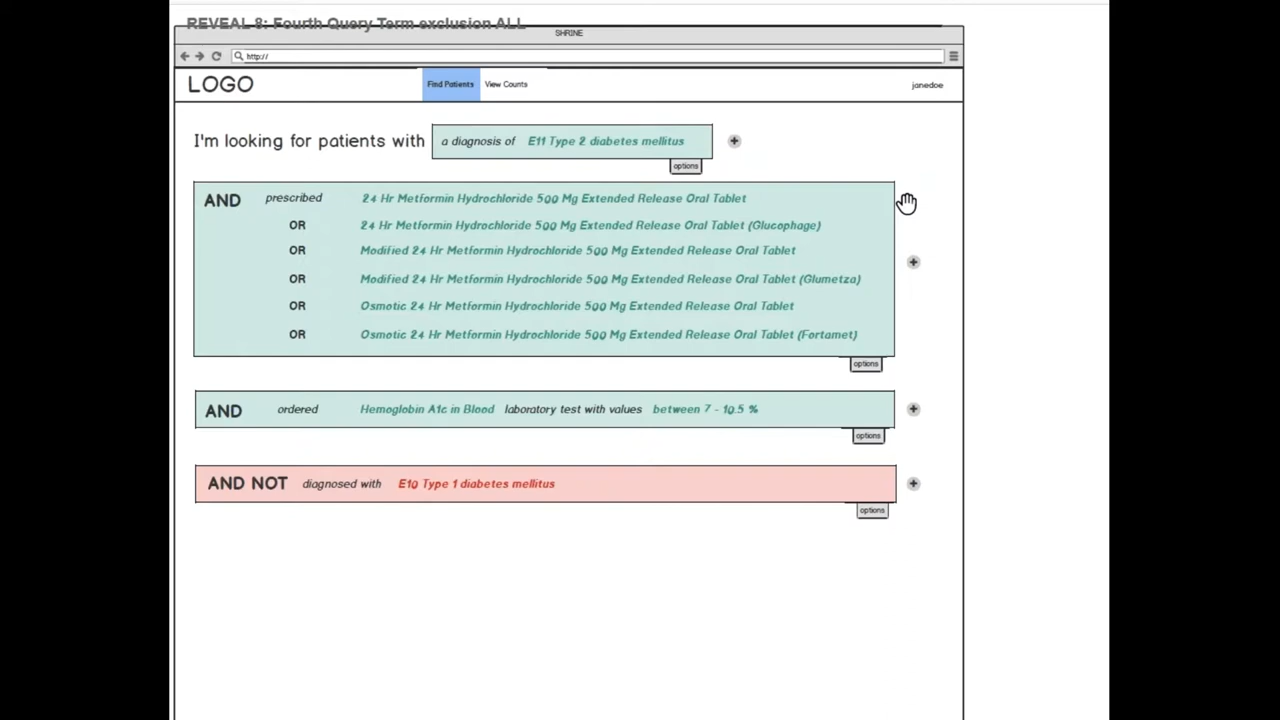 REVEAL 8: Fourth Query Term exclusion ALL
SHRINE
http://
LOGO Find Patients View Counts janedoe
I'm looking for patients with a diagnosis of E11 Type 2 diabetes mellitus +
options
AND prescribed 24 Hr Metformin Hydrochloride 500 Mg Extended Release Oral Tablet
OR 24 Hr Metformin Hydrochloride 500 Mg Extended Release Oral Tablet (Glucophage)
OR Modified 24 Hr Metformin Hydrochloride 500 Mg Extended Release Oral Tablet
+
OR Modified 24 Hr Metformin Hydrochloride 500 Mg Extended Release Oral Tablet (Glumetza)
OR Osmotic 24 Hr Metformin Hydrochloride 500 Mg Extended Release Oral Tablet
OR Osmotic 24 Hr Metformin Hydrochloride 500 Mg Extended Release Oral Tablet (Fortamet)
options
AND ordered Hemoglobin A1c in Blood laboratory test with values between 7 - 10.5 % +
options
AND NOT diagnosed with E10 Type 1 diabetes mellitus +
options